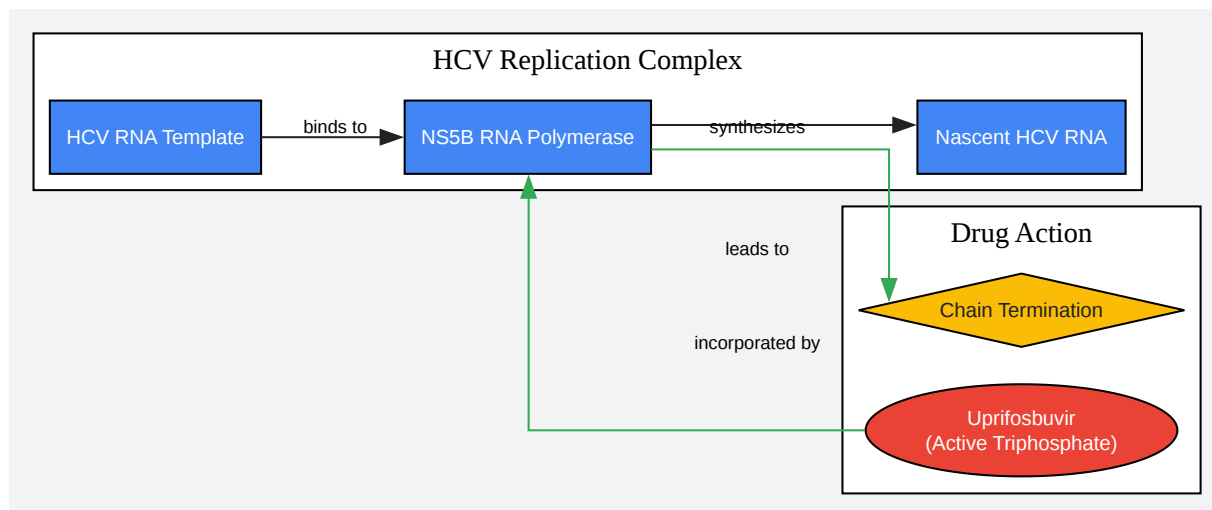 HCV Replication Complex
HCV RNA Template
binds to
NS5B RNA Polymerase
synthesizes
Nascent HCV RNA
Drug Action
leads to
Chain Termination
incorporated by
Uprifosbuvir
(Active Triphosphate)